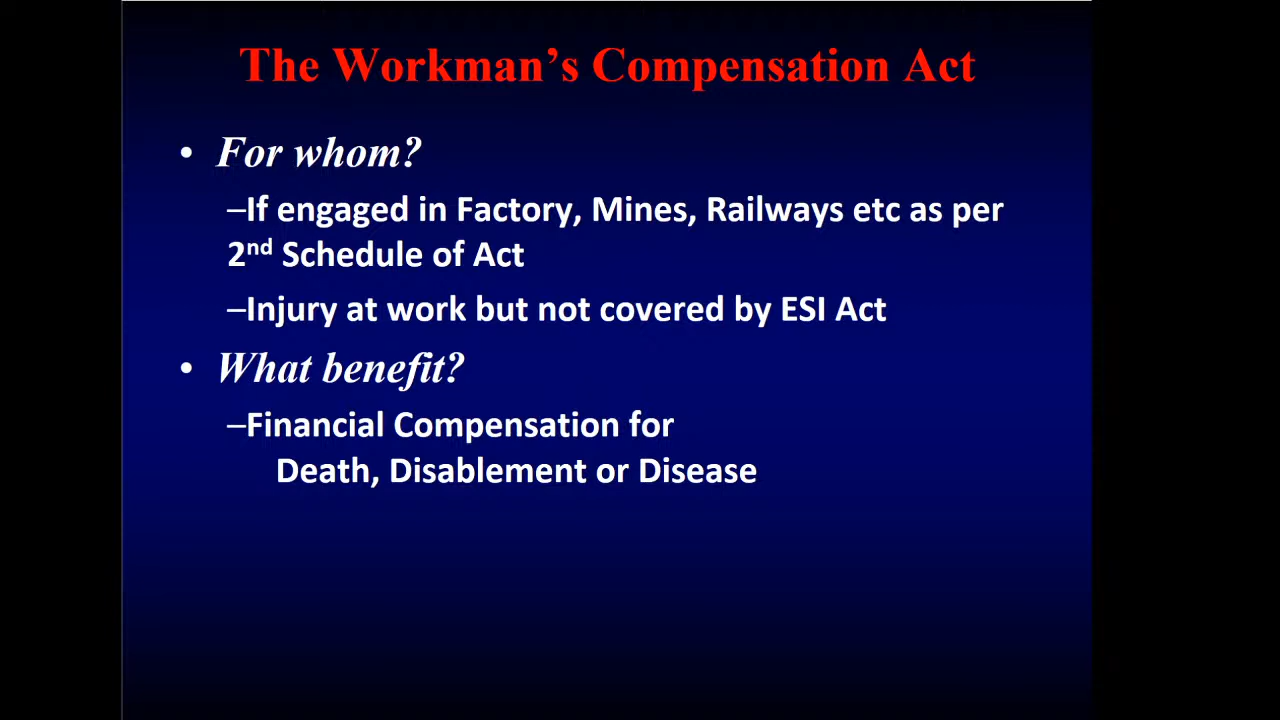 The Workman’s Compensation Act
• For whom?
–If engaged in Factory, Mines, Railways etc as per
2nd Schedule of Act
–Injury at work but not covered by ESI Act
• What benefit?
–Financial Compensation for
Death, Disablement or Disease